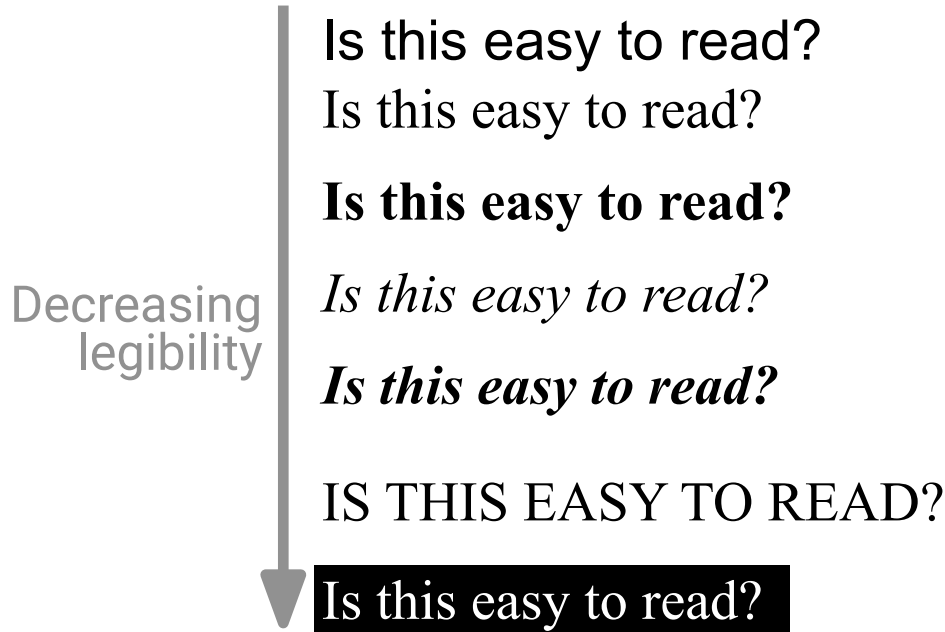 Is this easy to read?
Is this easy to read?
Is this easy to read?
Is this easy to read?
Is this easy to read?
IS THIS EASY TO READ?
Is this easy to read?
Decreasing
legibility